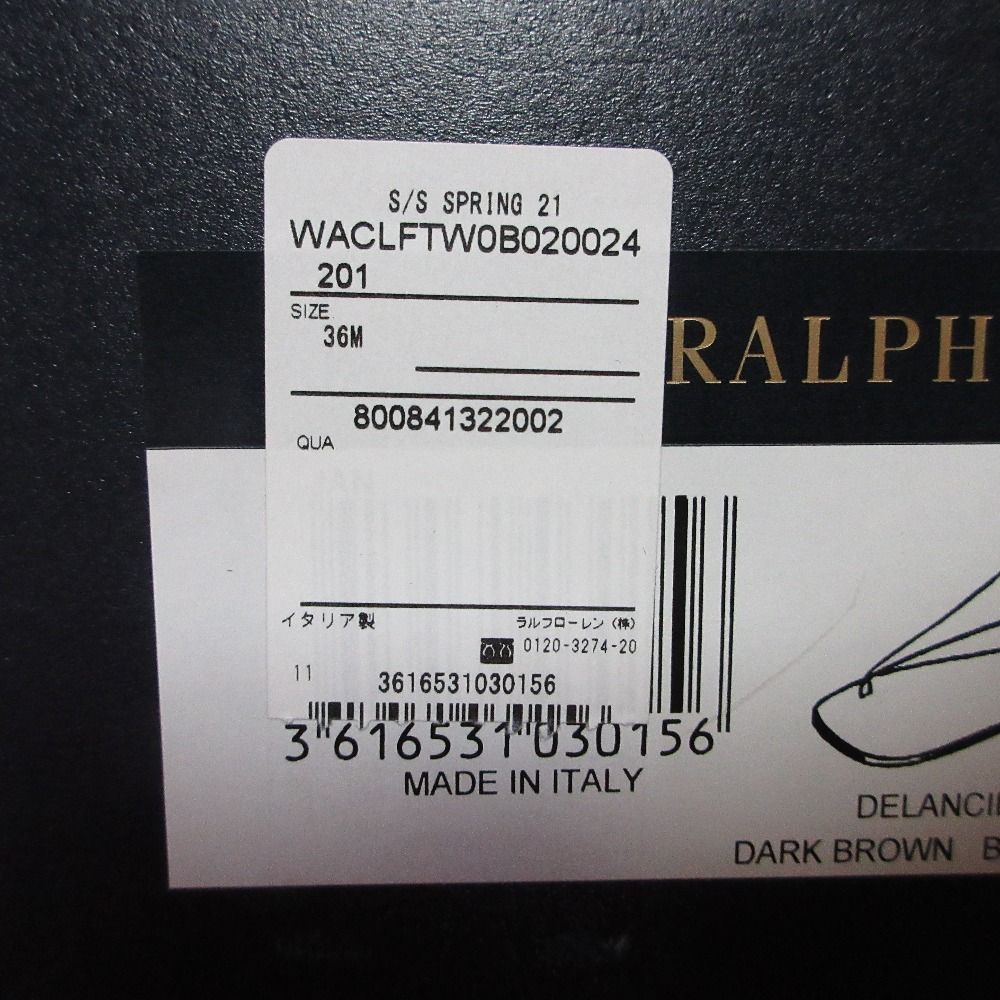 S/S SPRING 21
WACLFTW0B020024
201
SIZE
36M
RALPH
800841322002
QUA
イタリア製
ラルフローレン（株）
0120-3274-20
11
3616531030156
3"616531"030156
MADE IN ITALY
DELANCI
DARK BROWN B